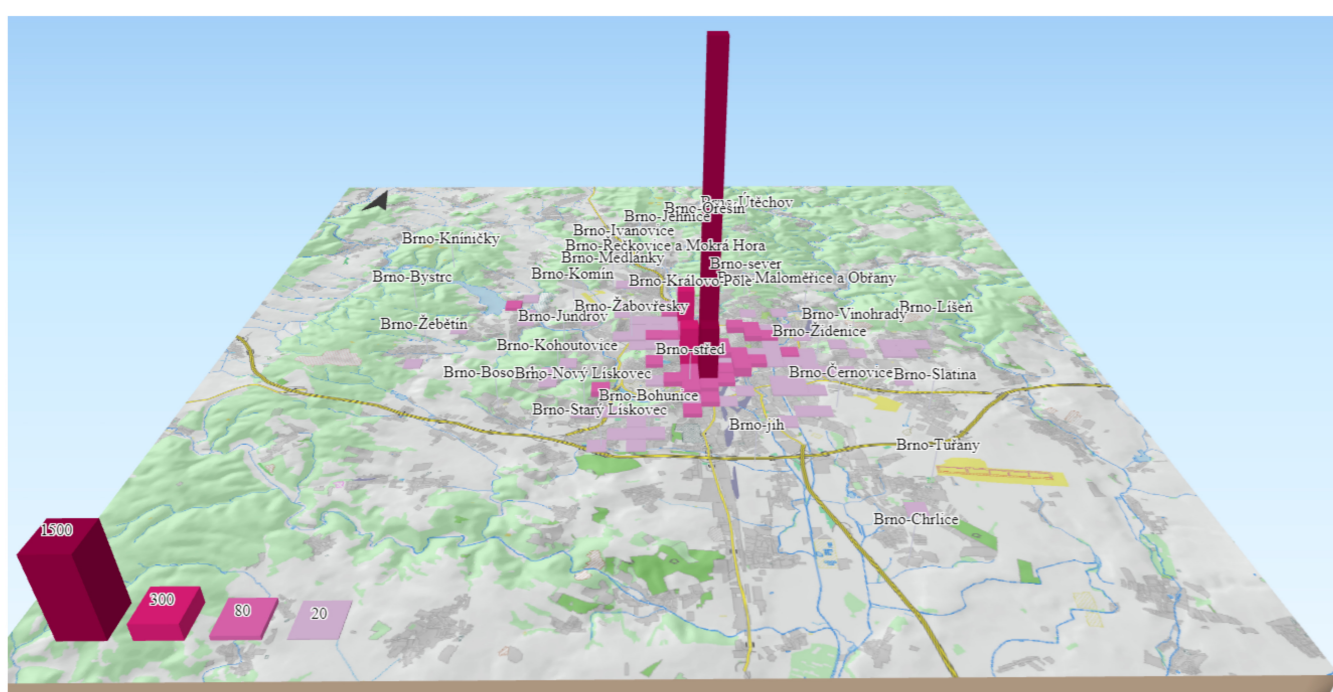 Brno-Útěchov
Brno-Ořešín
Brno-Jehnice
Brno-Ivanovice
Brno-Kníničky
Brno-Řečkovice a Mokrá Hora
Brno-Medlánky
Brno-sever
Brno-Bystrc
Brno-Komín
Brno-Královo Pole
Brno-Maloměřice a Obřany
Brno-Žabovřesky
Brno-Líšeň
Brno-Jundrov
Brno-Vinohrady
Brno-Žebětín
Brno-Židenice
Brno-Kohoutovice
Brno-střed
Brno-Boso
Brno-Nový Lískovec
Brno-Černovice
Brno-Slatina
Brno-Bohunice
Brno-Starý Lískovec
Brno-jih
Brno-Tuřany
Brno-Chrlice
1500
300
80
20